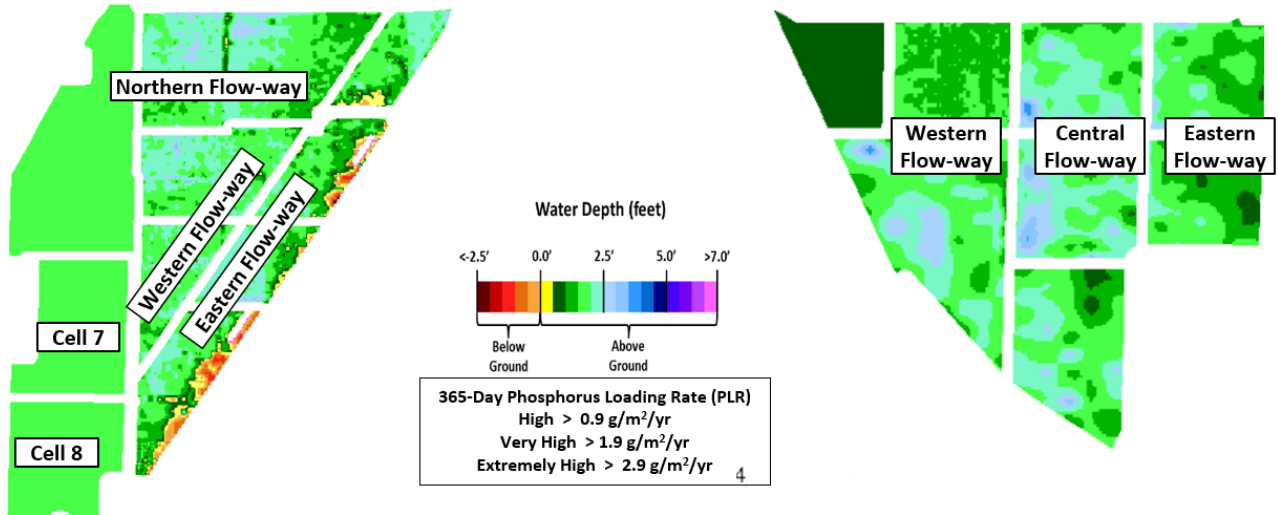 Northern Flow-way
Western Flow-way
Eastern Flow-way
Cell 7
Cell 8
Water Depth (feet)
<-2.5' 0.0' 2.5' 5.0' >7.0'
Below
Ground
Above
Ground
365-Day Phosphorus Loading Rate (PLR)
High > 0.9 g/m²/yr
Very High > 1.9 g/m²/yr
Extremely High > 2.9 g/m²/yr
4
Western
Flow-way
Central
Flow-way
Eastern
Flow-way